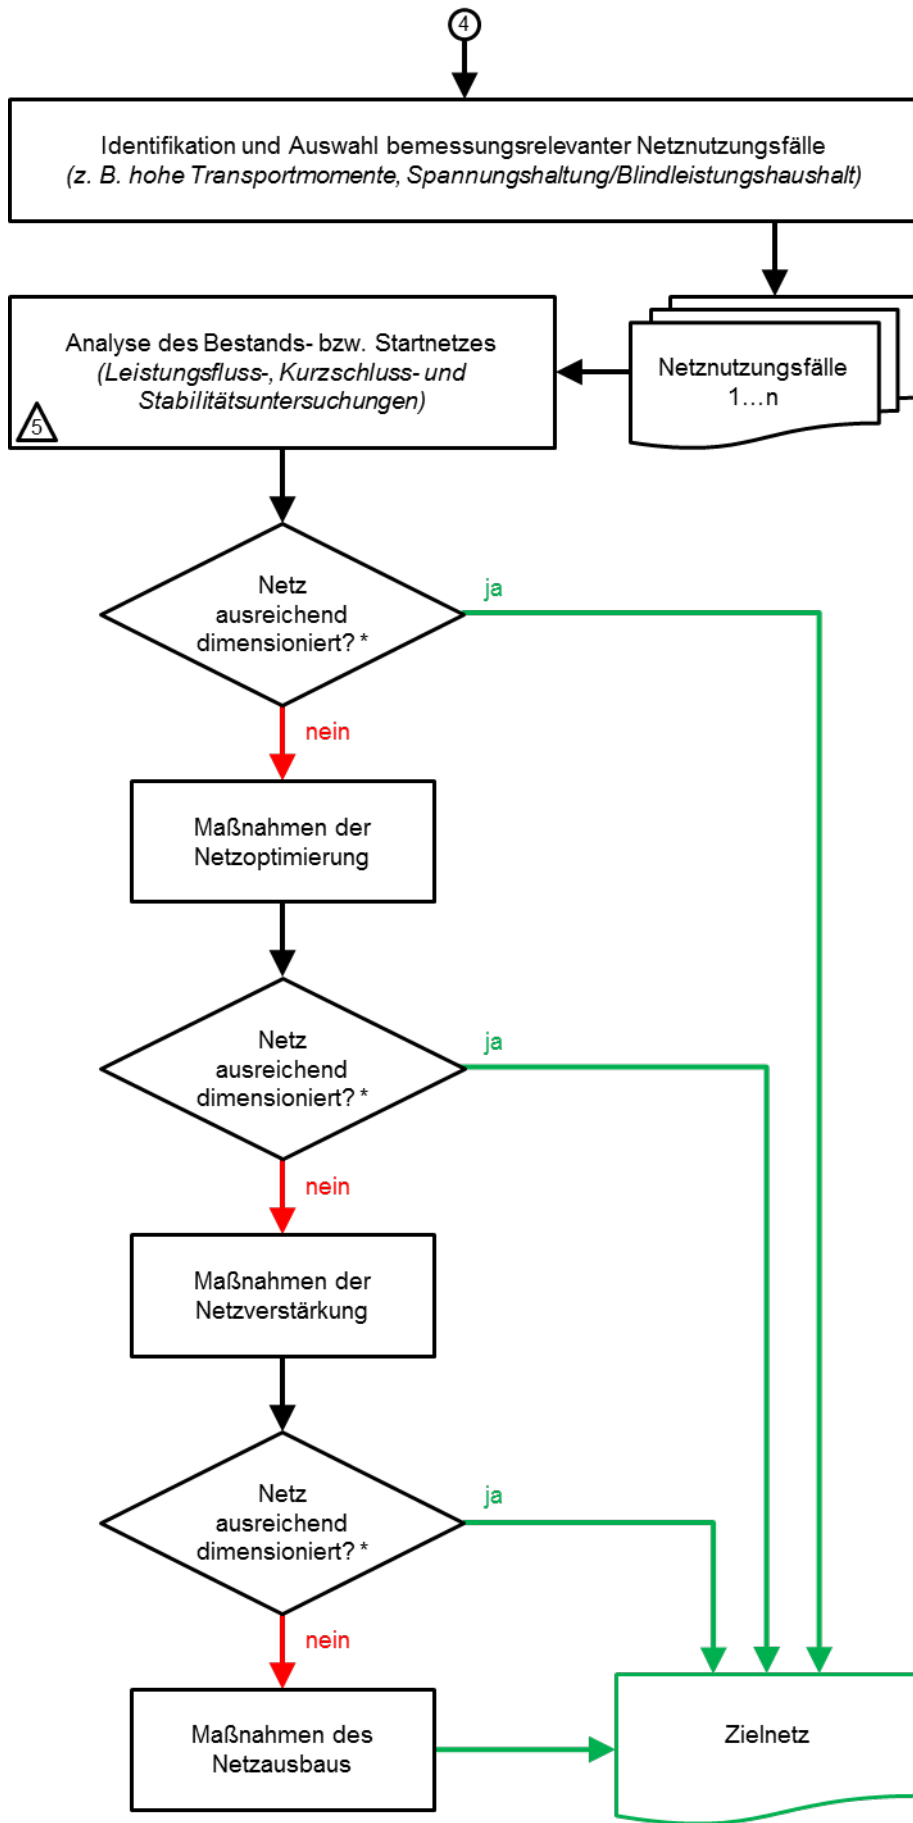 4
Identifikation und Auswahl bemessungsrelevanter Netznutzungsfälle
(z. B. hohe Transportmomente, Spannungshaltung/Blindleistungshaushalt)
Analyse des Bestands- bzw. Startnetzes
(Leistungsfluss-, Kurzschluss- und
Stabilitätsuntersuchungen)
5
Netznutzungsfälle
1…n
Netz
ausreichend
dimensioniert? *
ja
nein
Maßnahmen der
Netzoptimierung
Netz
ausreichend
dimensioniert? *
ja
nein
Maßnahmen der
Netzverstärkung
Netz
ausreichend
dimensioniert? *
ja
nein
Maßnahmen des
Netzausbaus
Zielnetz